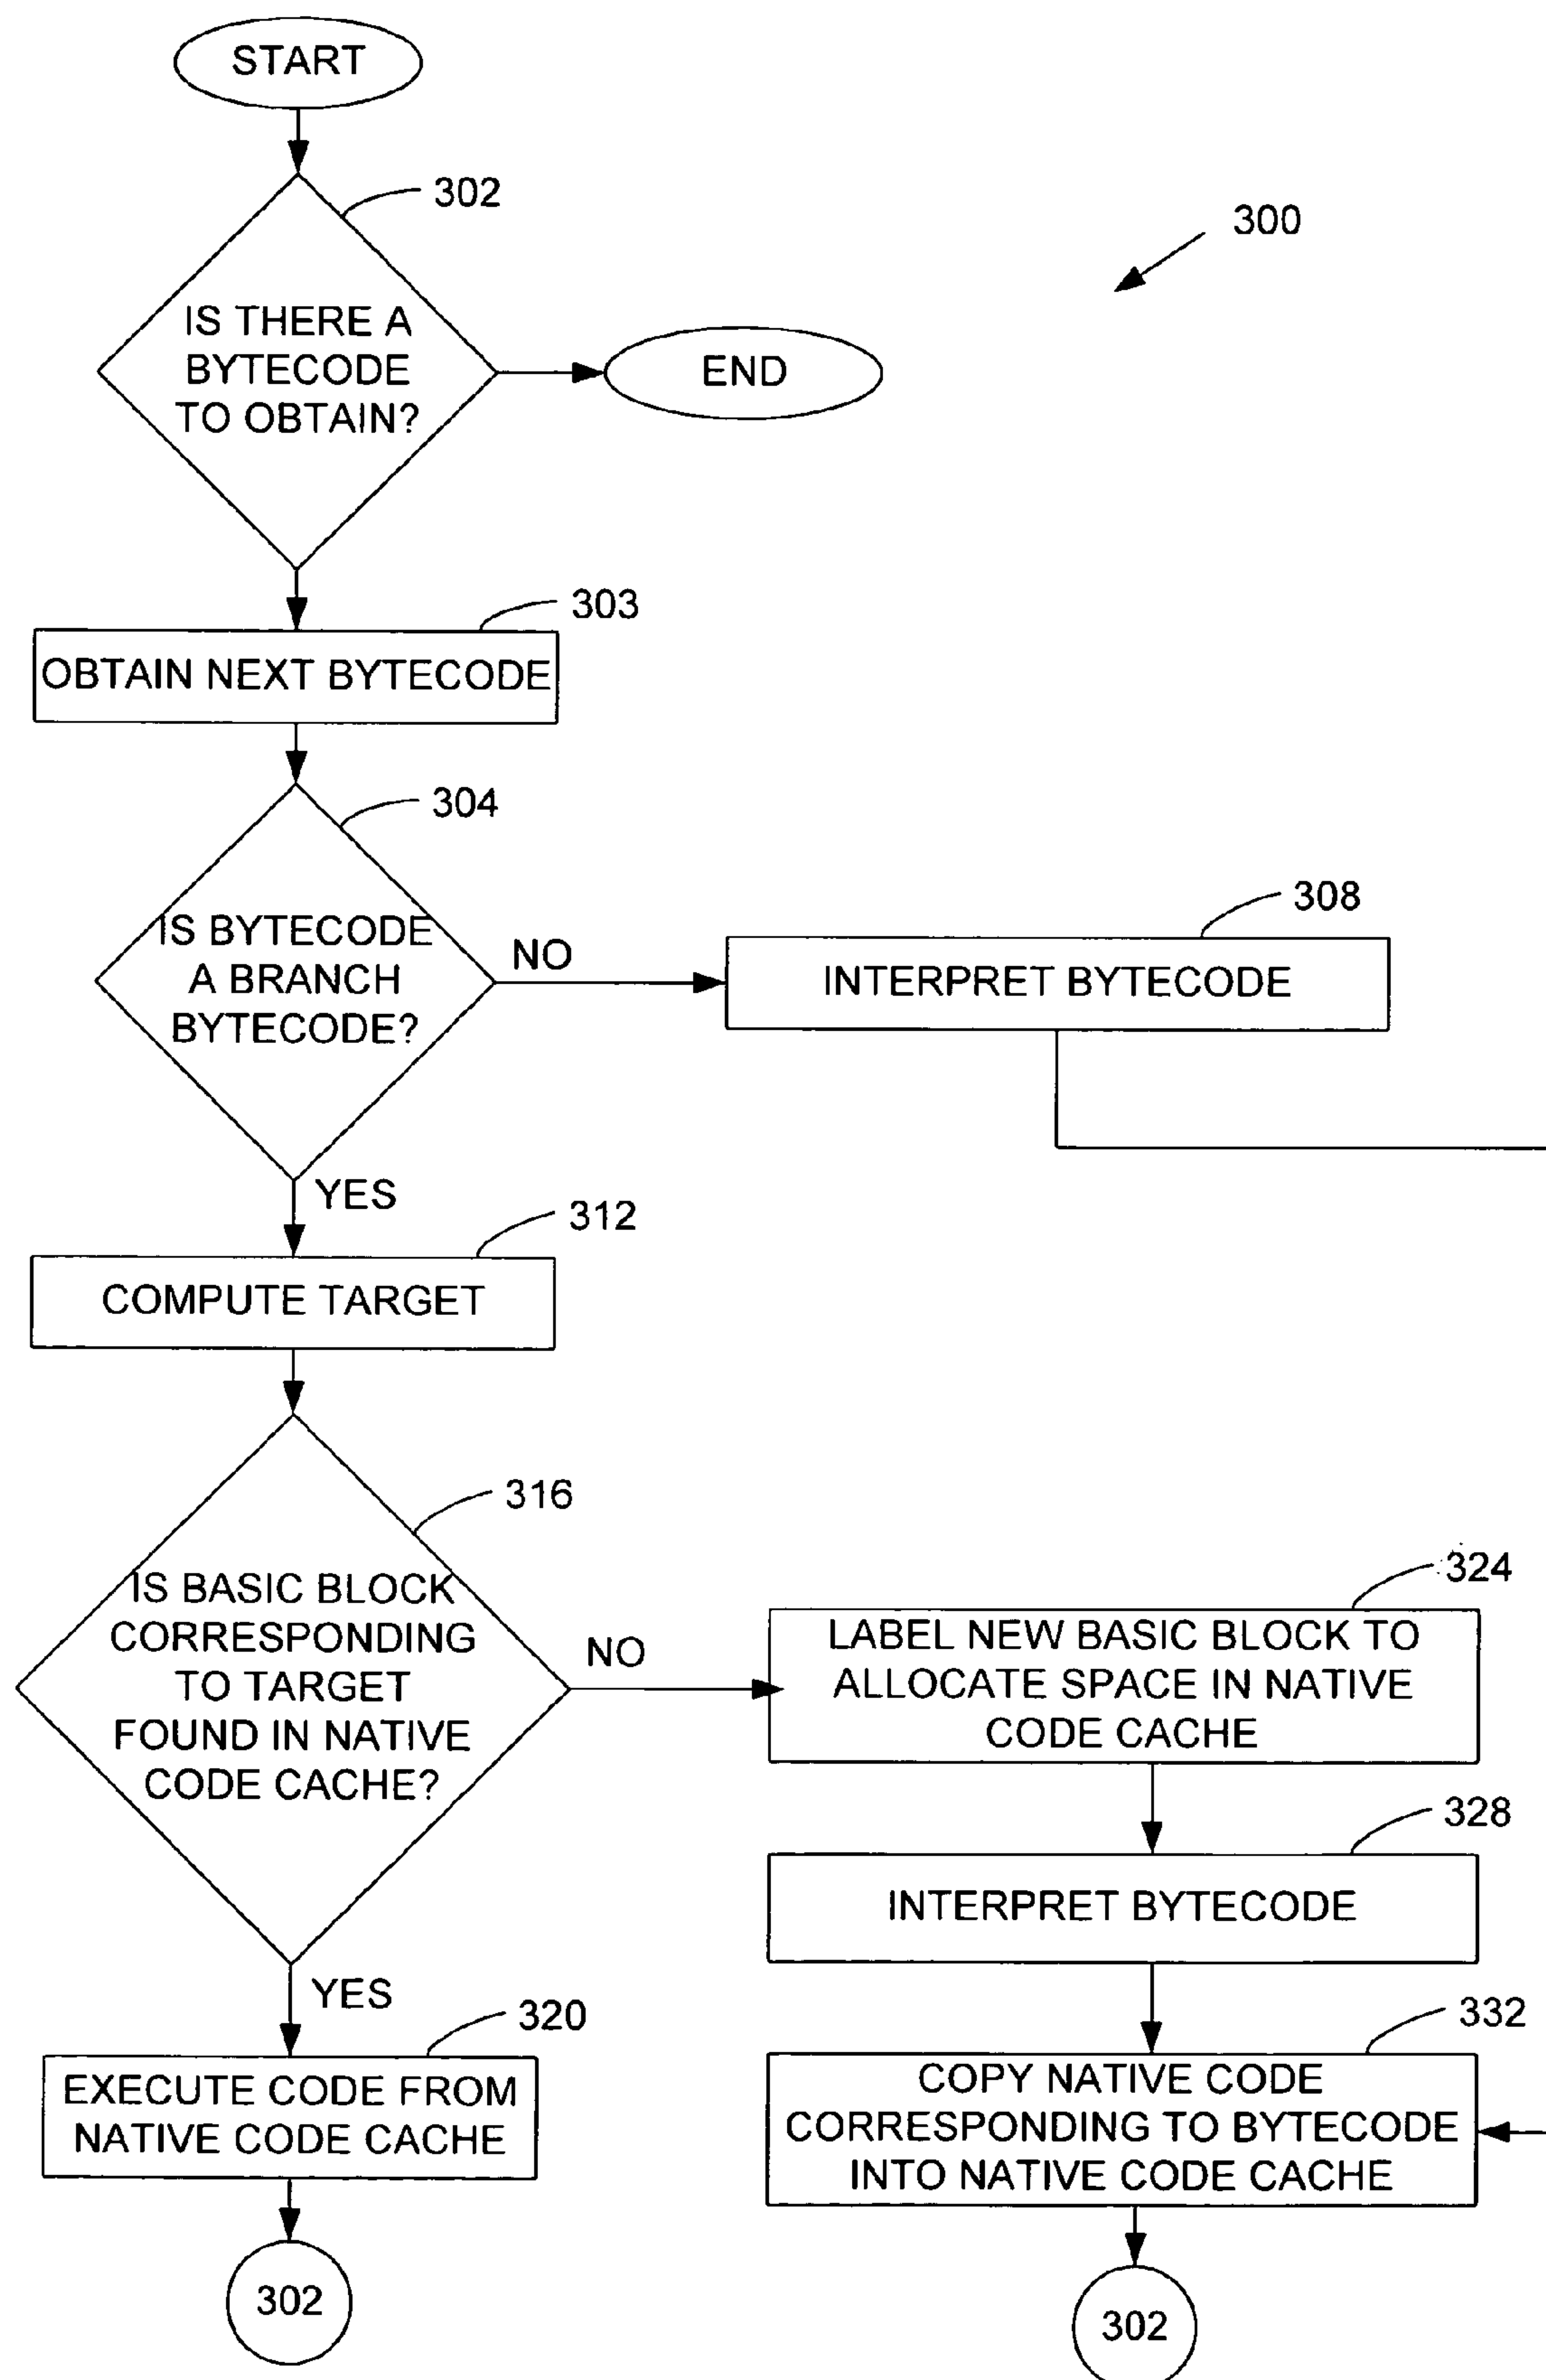 START
302
300
IS THERE A
BYTECODE
TO OBTAIN?
END
303
OBTAIN NEXT BYTECODE
304
IS BYTECODE
A BRANCH
BYTECODE?
NO
308
INTERPRET BYTECODE
YES
312
COMPUTE TARGET
316
IS BASIC BLOCK
CORRESPONDING
TO TARGET
FOUND IN NATIVE
CODE CACHE?
NO
324
LABEL NEW BASIC BLOCK TO
ALLOCATE SPACE IN NATIVE
CODE CACHE
328
INTERPRET BYTECODE
YES
320
EXECUTE CODE FROM
NATIVE CODE CACHE
332
COPY NATIVE CODE
CORRESPONDING TO BYTECODE
INTO NATIVE CODE CACHE
302
302